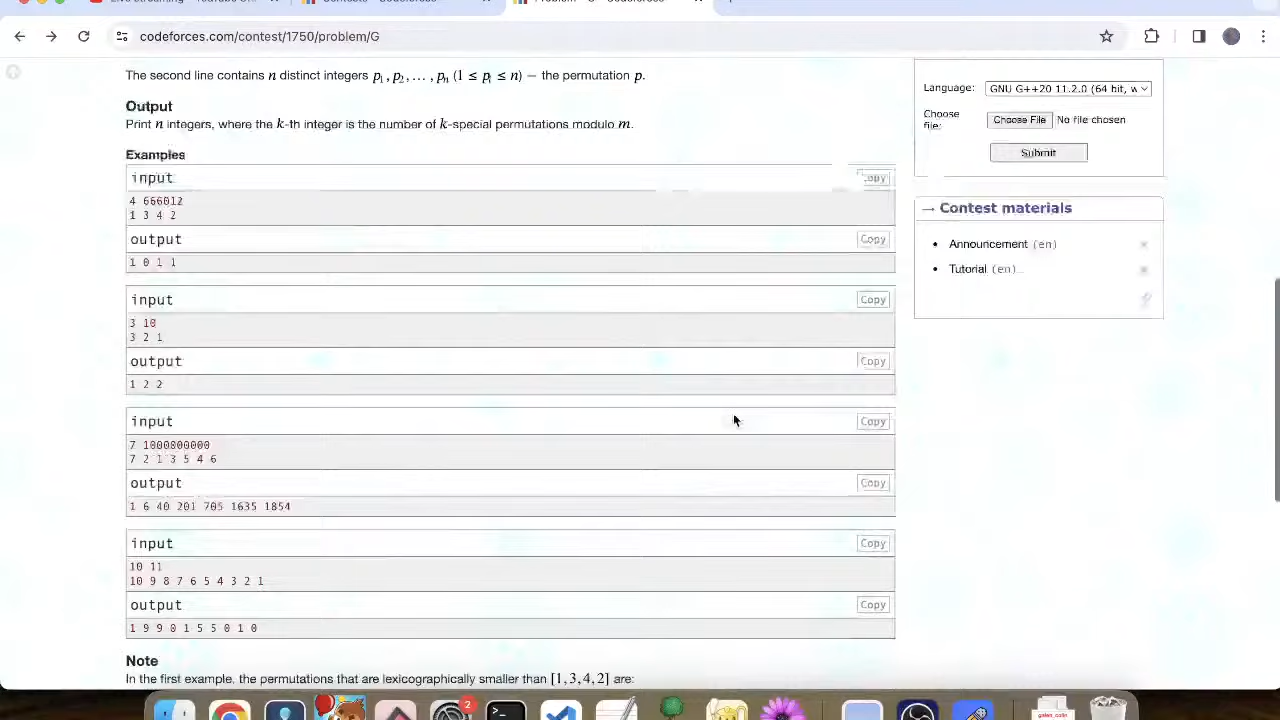 codeforces.com/contest/1750/problem/G
The second line contains n distinct integers p1, p2, … , pn (1 ≤ pi ≤ n) — the permutation p.
Output
Print n integers, where the k-th integer is the number of k-special permutations modulo m.
Examples
input
Copy
4 666012
1 3 4 2
output
Copy
1 0 1 1
input
Copy
3 10
3 2 1
output
Copy
1 2 2
input
Copy
7 1000000000
7 2 1 3 5 4 6
output
Copy
1 6 40 201 705 1635 1854
input
Copy
10 11
10 9 8 7 6 5 4 3 2 1
output
Copy
1 9 9 0 1 5 5 0 1 0
Note
In the first example, the permutations that are lexicographically smaller than [1, 3, 4, 2] are:
Language:
GNU G++20 11.2.0 (64 bit, w
Choose file:
Choose File No file chosen
Submit
→ Contest materials
Announcement (en)
Tutorial (en)
2